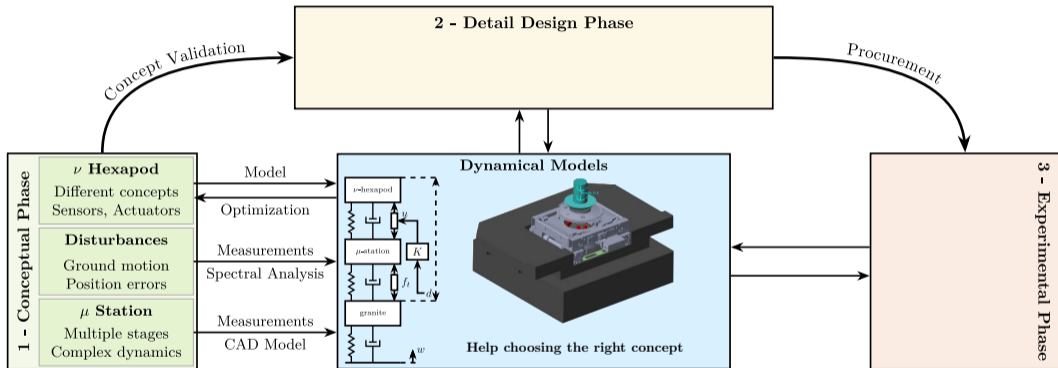 2 - Detail Design Phase
Concept Validation
Procurement
1 - Conceptual Phase
ν Hexapod
Different concepts
Sensors, Actuators
Disturbances
Ground motion
Position errors
μ Station
Multiple stages
Complex dynamics
Model
Optimization
Measurements
Spectral Analysis
Measurements
CAD Model
Dynamical Models
ν-hexapod
y
μ-station
K
f_t
d
granite
w
Help choosing the right concept
3 - Experimental Phase